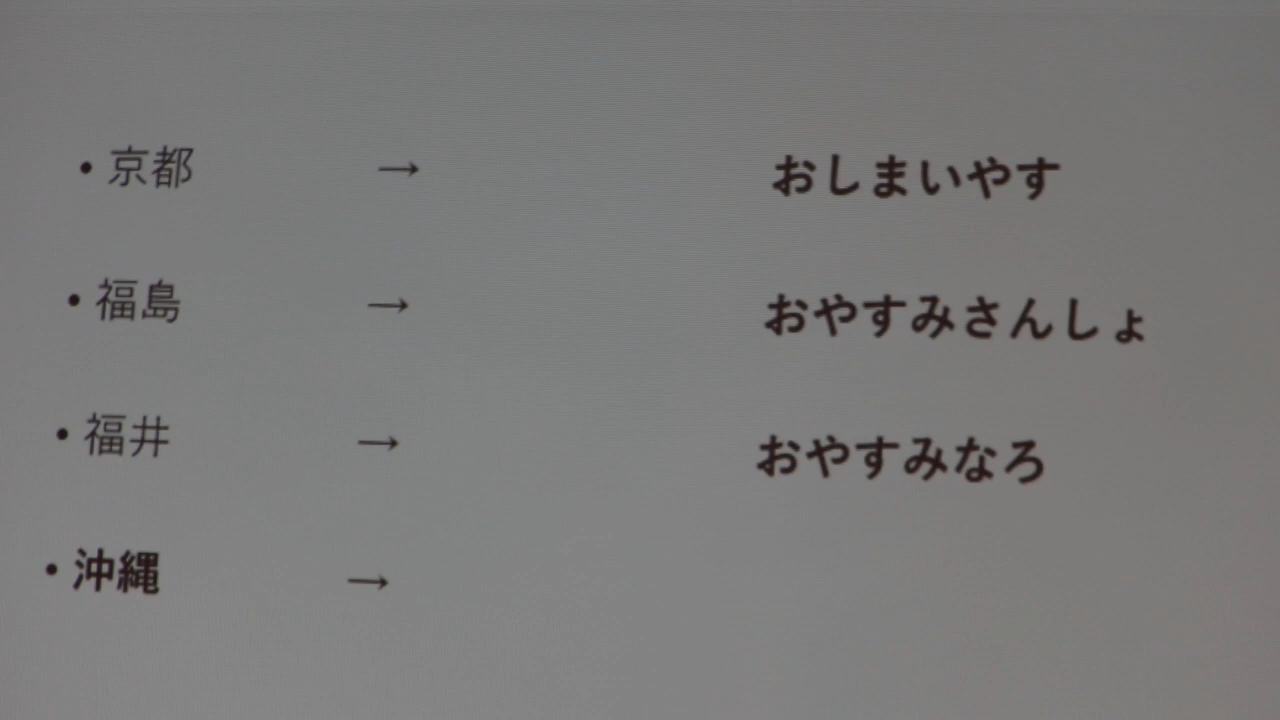 • 京都 → おしまいやす
• 福島 → おやすみさんしょ
• 福井 → おやすみなろ
• 沖縄 →